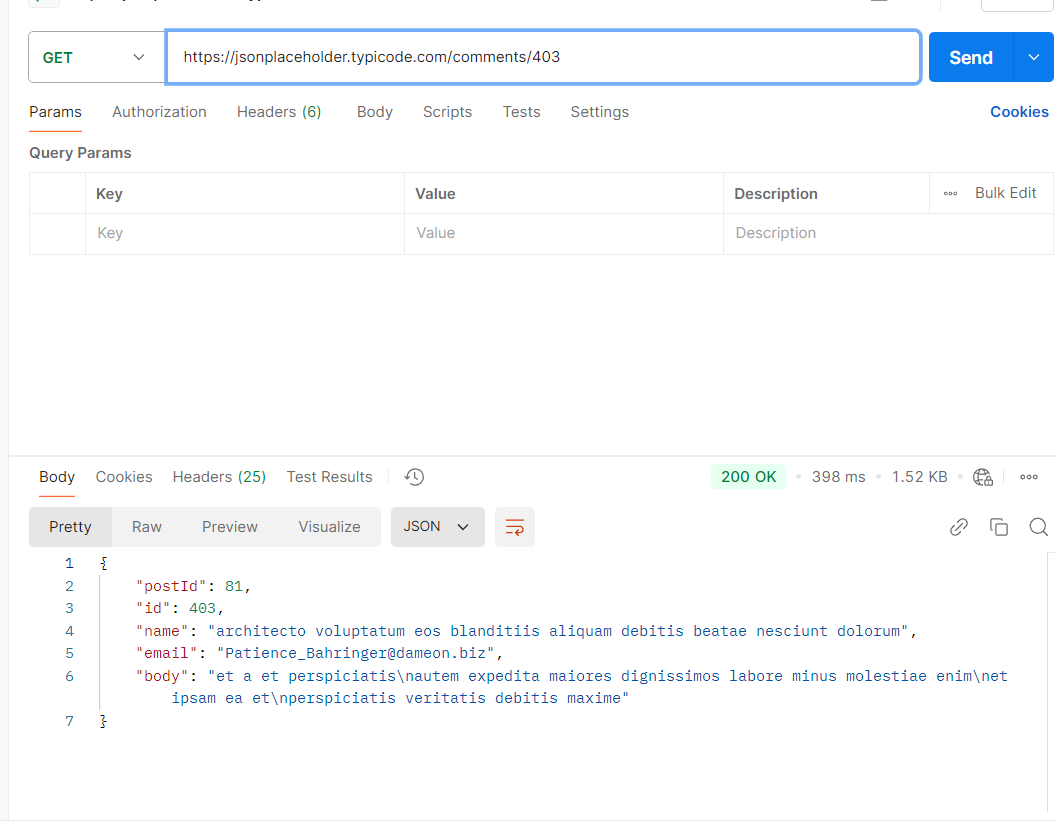 GET
https://jsonplaceholder.typicode.com/comments/403
Send
Params Authorization Headers (6) Body Scripts Tests Settings Cookies
Query Params
Key Value Description Bulk Edit
Key Value Description
Body Cookies Headers (25) Test Results 200 OK 398 ms 1.52 KB
Pretty Raw Preview Visualize JSON
1 {
2 "postId": 81,
3 "id": 403,
4 "name": "architecto voluptatum eos blanditiis aliquam debitis beatae nesciunt dolorum",
5 "email": "Patience_Bahringer@dameon.biz",
6 "body": "et a et perspiciatis\nautem expedita maiores dignissimos labore minus molestiae enim\net
ipsam ea et\nperspiciatis veritatis debitis maxime"
7 }